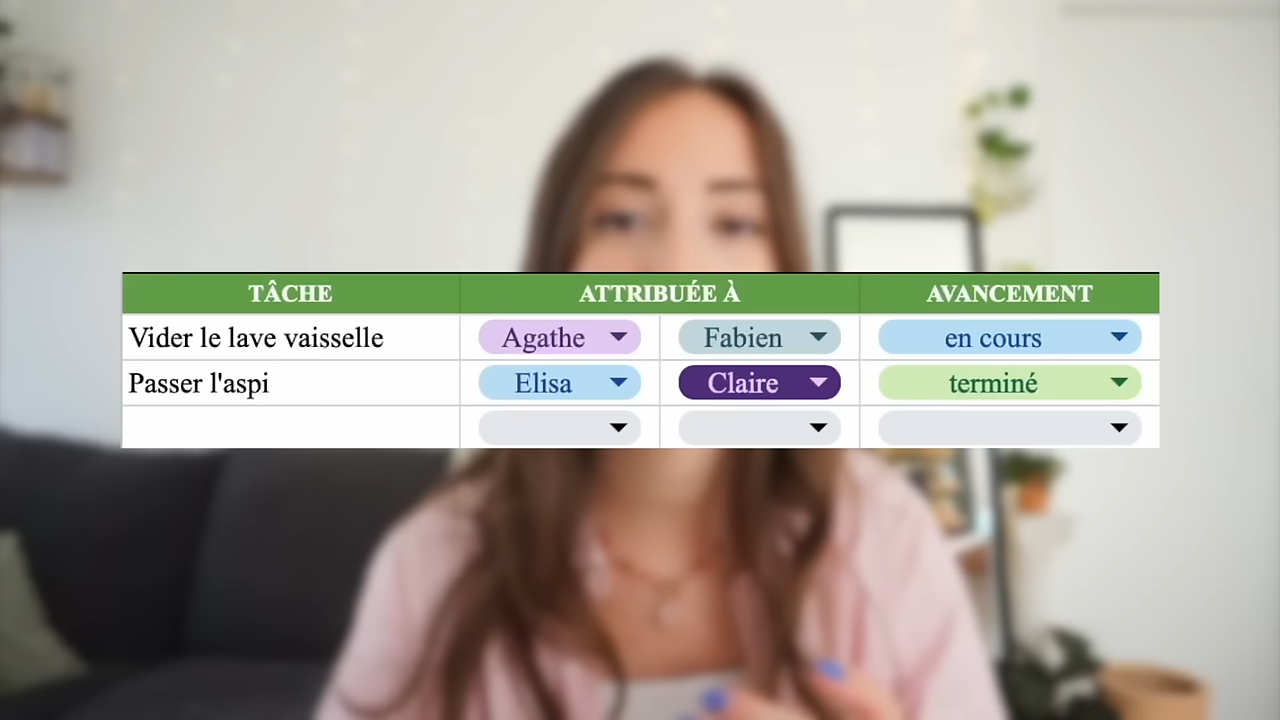 TÂCHE ATTRIBUÉE À AVANCEMENT
Vider le lave vaisselle Agathe Fabien en cours
Passer l'aspi Elisa Claire terminé